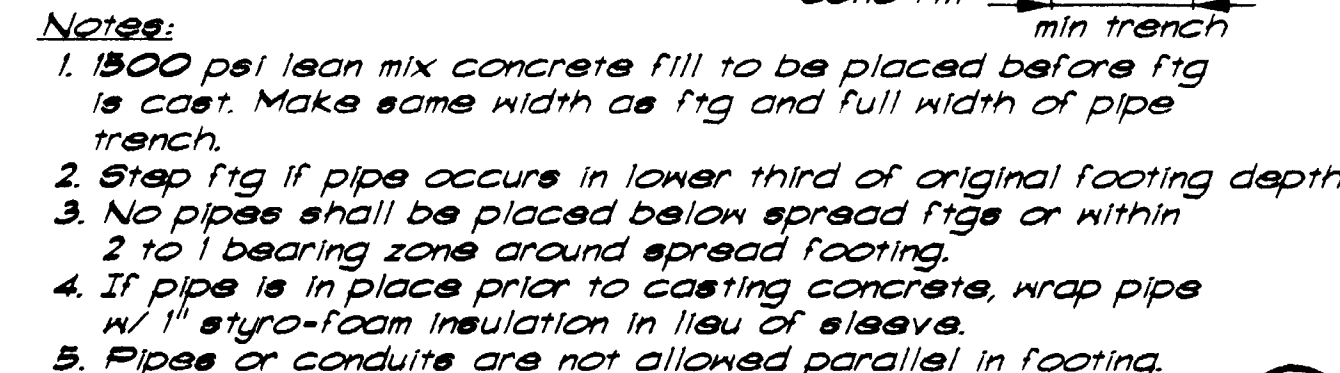 min trench
Notes:
1. 1500 psi lean mix concrete fill to be placed before ftg
is cast. Make same width as ftg and full width of pipe
trench.
2. Step ftg if pipe occurs in lower third of original footing depth
3. No pipes shall be placed below spread ftgs or within
2 to 1 bearing zone around spread footing.
4. If pipe is in place prior to casting concrete, wrap pipe
w/ 1" styro-foam insulation in lieu of sleeve.
5. Pipes or conduits are not allowed parallel in footing.